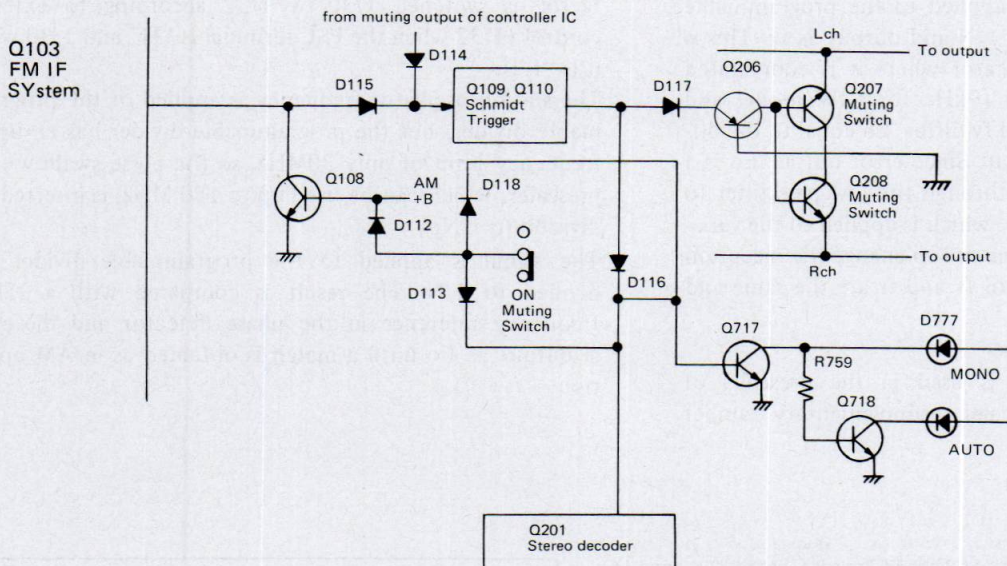 from muting output of controller IC
Q103
FM IF
SYstem
D114
D115
Q109, Q110
Schmidt
Trigger
D117
Lch
To output
Q206
Q207
Muting
Switch
Q108
AM
+B
D118
D112
Q208
Muting
Switch
ON
Muting
Switch
D113
D116
Rch
To output
Q717
D777
R759
MONO
Q718
AUTO
Q201
Stereo decoder